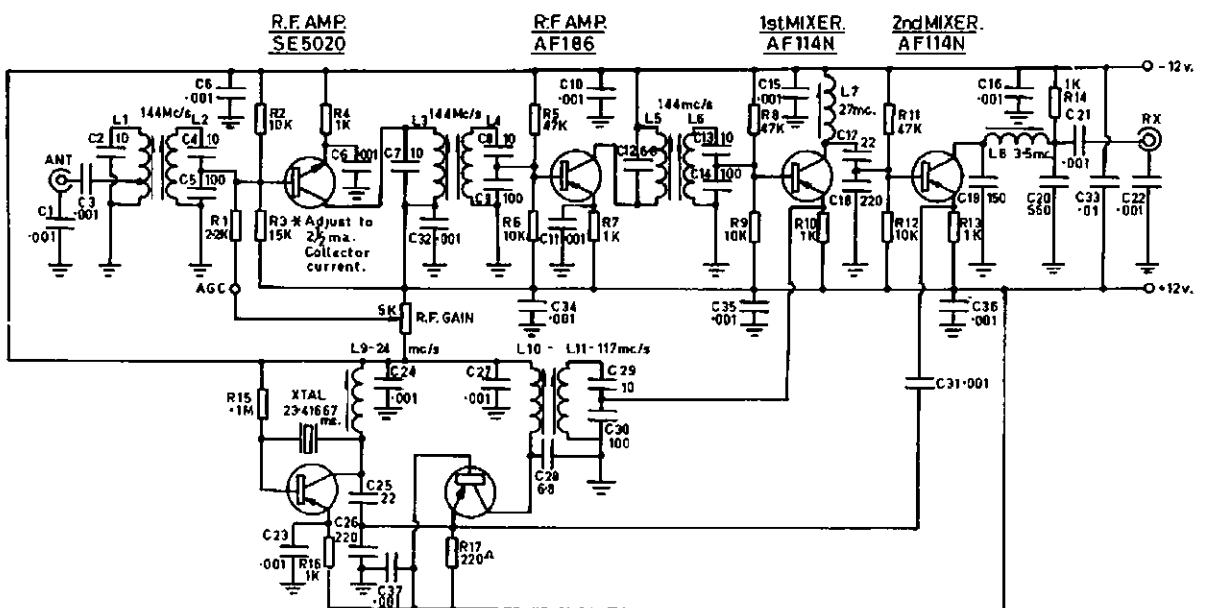 R.F. AMP.
SE5020
R.F AMP.
AF186
1st MIXER.
AF114N
2nd MIXER.
AF114N
-12v.
C6
.001
R2
10K
R4
1K
C10
.001
R5
47K
C15
.001
R8
47K
L7
27mc.
R11
47K
C16
.001
1K
R14
C21
.001
RX
144mc/s
L1
L2
C2
10
C4
10
C5
100
ANT
C3
.001
C1
.001
C6
.001
144Mc/s
L3
L4
C7
10
C8
10
C9
100
144mc/s
L5
L6
C12
6.8
C13
10
C14
100
C17
22
C18
220
L8 3.5mc.
C19
150
C20
560
C33
.01
C22
.001
R1
2.2K
R3 * Adjust to
15K
2½ ma.
Collector
current.
C32
.001
R6
10K
C11
.001
R7
1K
R9
10K
R10
1K
R12
10K
R13
1K
AGC
+12v.
5K
R.F. GAIN
C34
.001
C35
.001
C36
.001
L9-24 mc/s
L10 - L11 - 117mc/s
R15
.1M
XTAL
23.41667
mc.
C24
.001
C27
.001
C29
10
C30
100
C31 .001
C28
6.8
C25
22
C26
220
C23
.001
R16
1K
R17
220Ω
C37
.001